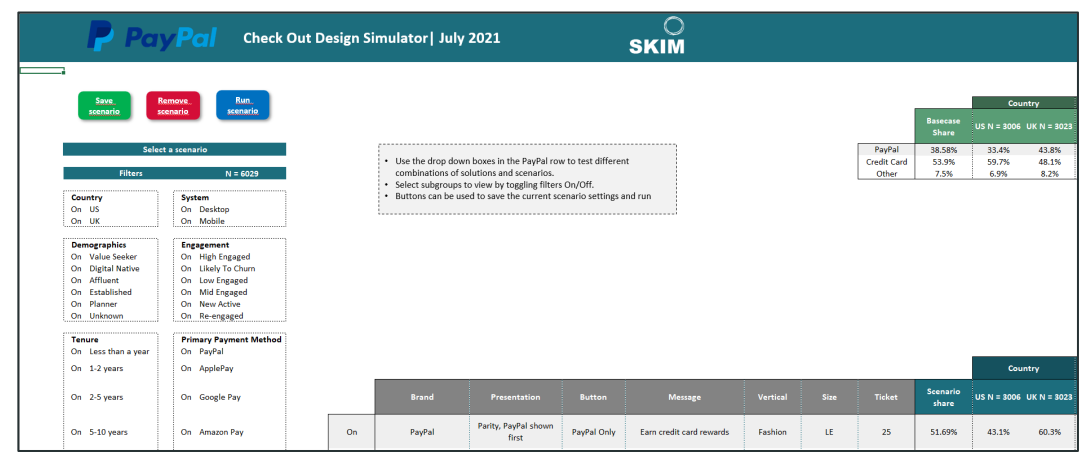 PayPal Check Out Design Simulator| July 2021 SKIM
Save scenario
Remove scenario
Run scenario
Select a scenario
Filters N = 6029
Country
On US
On UK
System
On Desktop
On Mobile
Demographics
On Value Seeker
On Digital Native
On Affluent
On Established
On Planner
On Unknown
Engagement
On High Engaged
On Likely To Churn
On Low Engaged
On Mid Engaged
On New Active
On Re-engaged
Tenure
On Less than a year
On 1-2 years
On 2-5 years
On 5-10 years
Primary Payment Method
On PayPal
On ApplePay
On Google Pay
On Amazon Pay
• Use the drop down boxes in the PayPal row to test different
combinations of solutions and scenarios.
• Select subgroups to view by toggling filters On/Off.
• Buttons can be used to save the current scenario settings and run
Country
Basecase Share US N = 3006 UK N = 3023
PayPal 38.58% 33.4% 43.8%
Credit Card 53.9% 59.7% 48.1%
Other 7.5% 6.9% 8.2%
Country
Brand Presentation Button Message Vertical Size Ticket Scenario share US N = 3006 UK N = 3023
On PayPal Parity, PayPal shown first PayPal Only Earn credit card rewards Fashion LE 25 51.69% 43.1% 60.3%